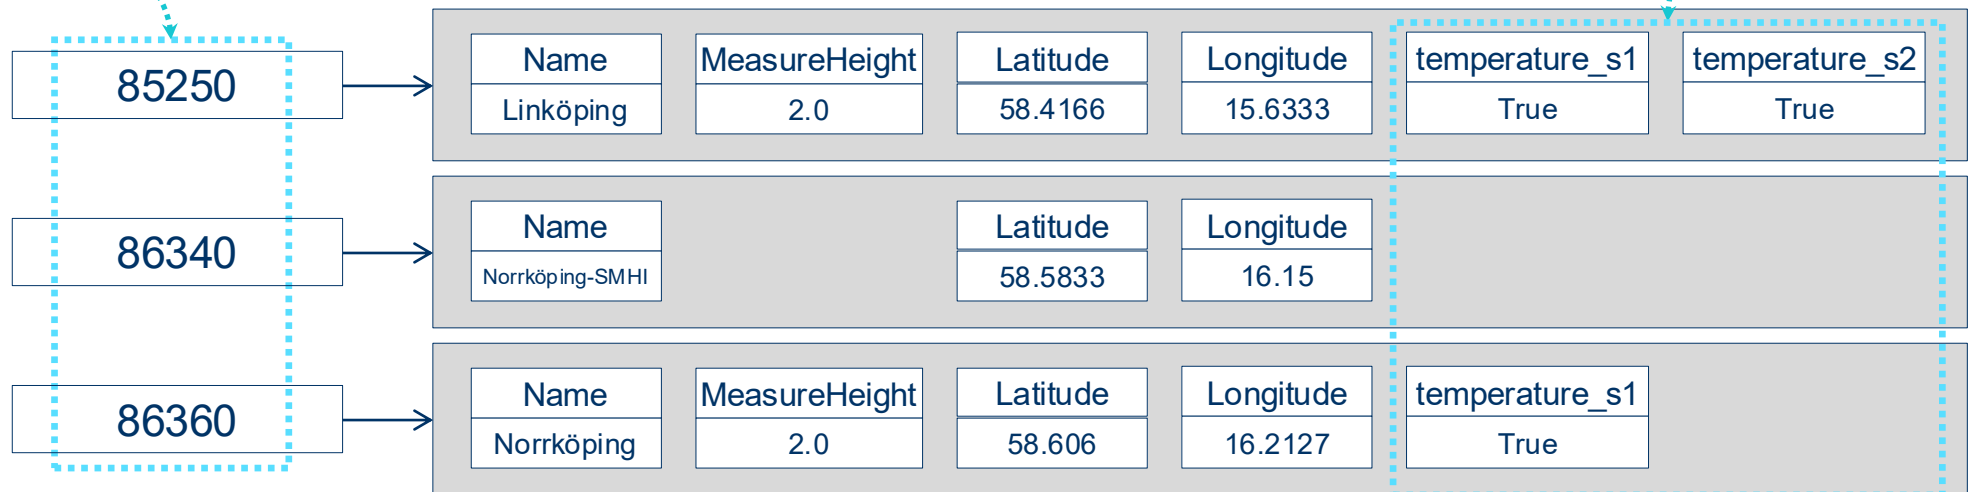 85250
Name MeasureHeight Latitude Longitude temperature_s1 temperature_s2
Linköping 2.0 58.4166 15.6333 True True
86340
Name Latitude Longitude
Norrköping-SMHI 58.5833 16.15
86360
Name MeasureHeight Latitude Longitude temperature_s1
Norrköping 2.0 58.606 16.2127 True